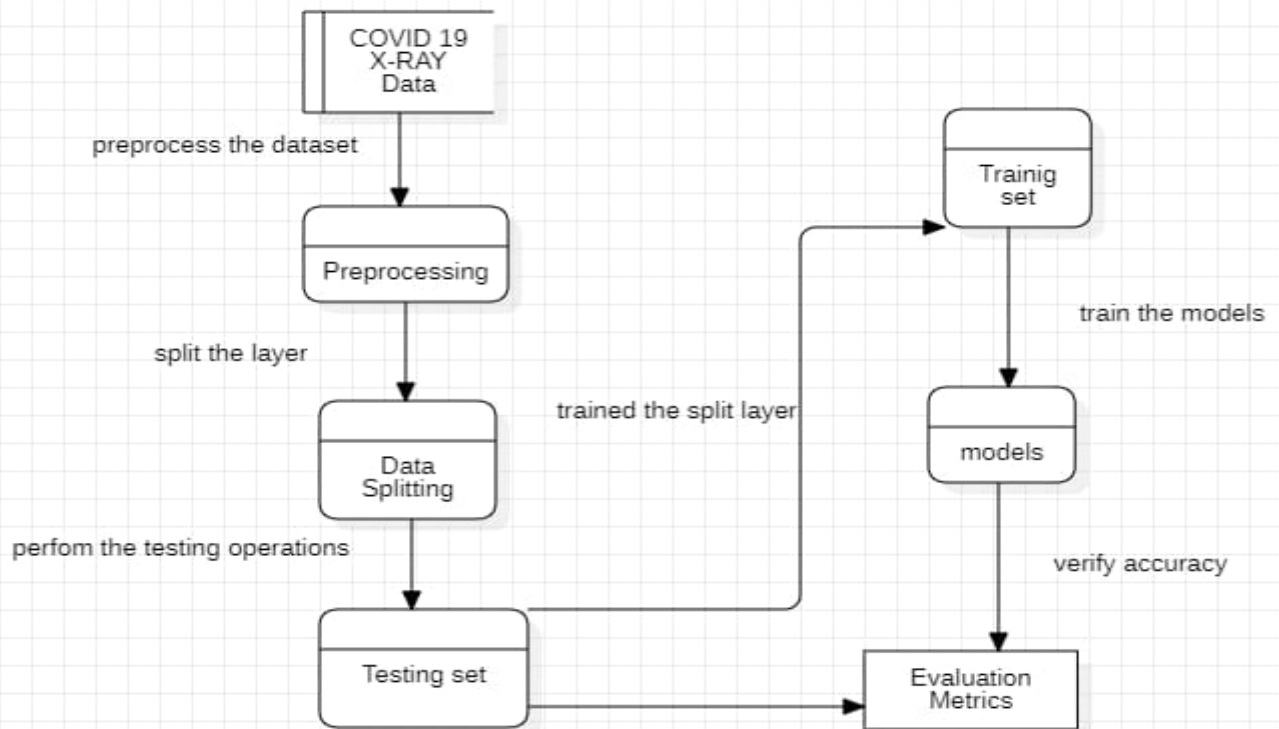 COVID 19
X-RAY
Data
preprocess the dataset
Preprocessing
split the layer
Data
Splitting
perfom the testing operations
Testing set
trained the split layer
Trainig
set
train the models
models
verify accuracy
Evaluation
Metrics